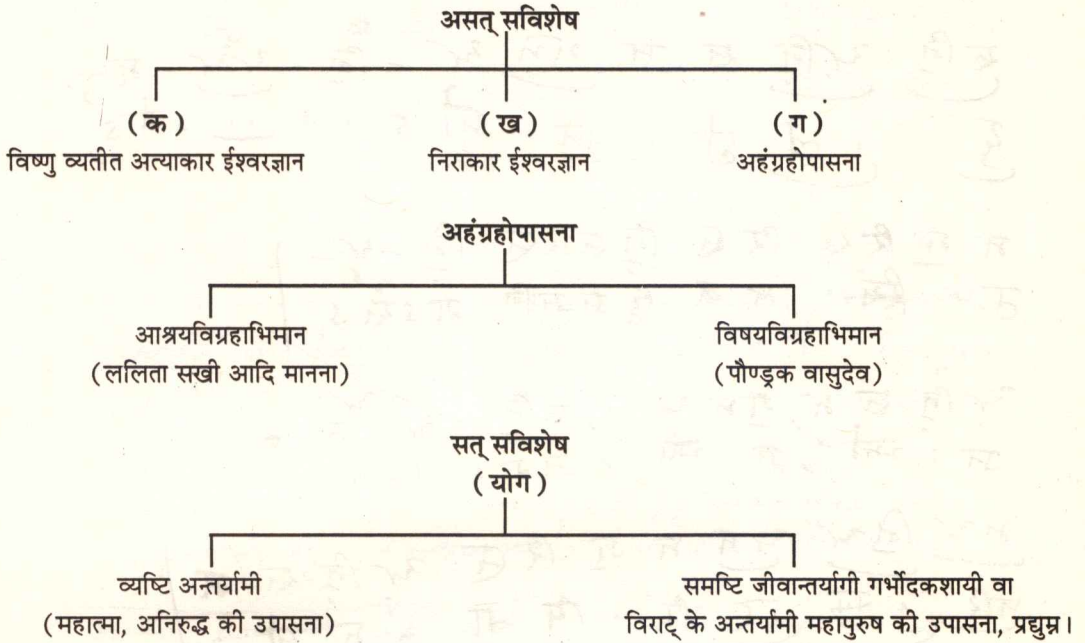 असत् सविशेष
(क) (ख) (ग)
विष्णु व्यतीत अत्याकार ईश्वरज्ञान निराकार ईश्वरज्ञान अहंग्रहोपासना
अहंग्रहोपासना
आश्रयविग्रहाभिमान विषयविग्रहाभिमान
(ललिता सखी आदि मानना) (पौण्ड्रक वासुदेव)
सत् सविशेष
(योग)
व्यष्टि अन्तर्यामी समष्टि जीवान्तर्यागी गर्भोदकशायी वा
(महात्मा, अनिरुद्ध की उपासना) विराट् के अन्तर्यामी महापुरुष की उपासना, प्रद्युम्न।